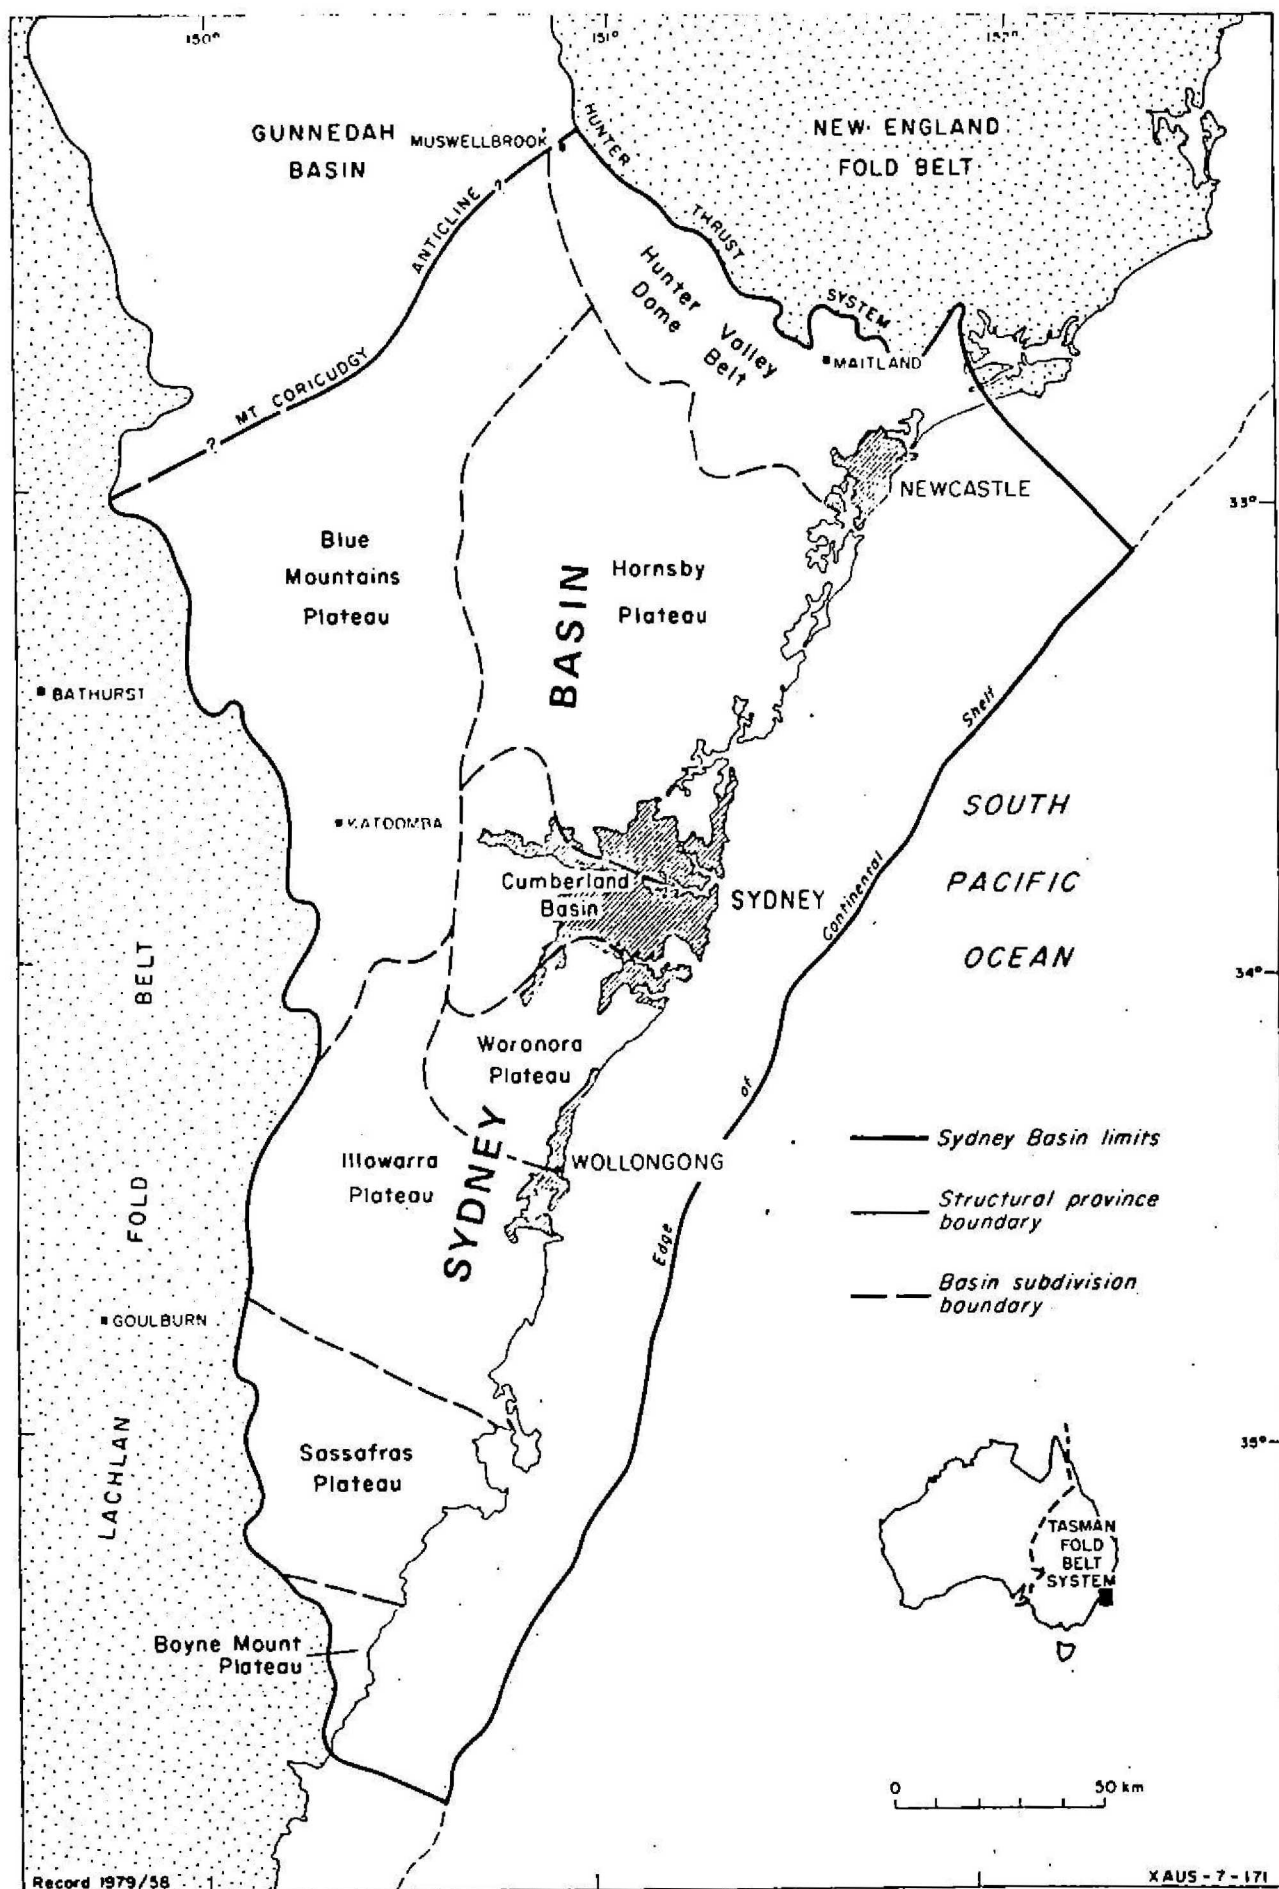 150°
151°
152°
GUNNEDAH
BASIN
MUSWELLBROOK
HUNTER
THRUST
SYSTEM
NEW ENGLAND
FOLD BELT
ANTICLINE ?
? MT CORICUDGY
Hunter Valley
Dome Belt
MAITLAND
NEWCASTLE
33°
Blue
Mountains
Plateau
BASIN
Hornsby
Plateau
BATHURST
KATOOMBA
Cumberland
Basin
SYDNEY
Shelf
Continental
of
Edge
SOUTH
PACIFIC
OCEAN
34°
LACHLAN FOLD BELT
Woronora
Plateau
Illawarra
Plateau
SYDNEY
WOLLONGONG
Sydney Basin limits
Structural province
boundary
Basin subdivision
boundary
GOULBURN
Sassafras
Plateau
35°
TASMAN
FOLD
BELT
SYSTEM
Boyne Mount
Plateau
0 50 km
Record 1979/58
XAUS-7-171